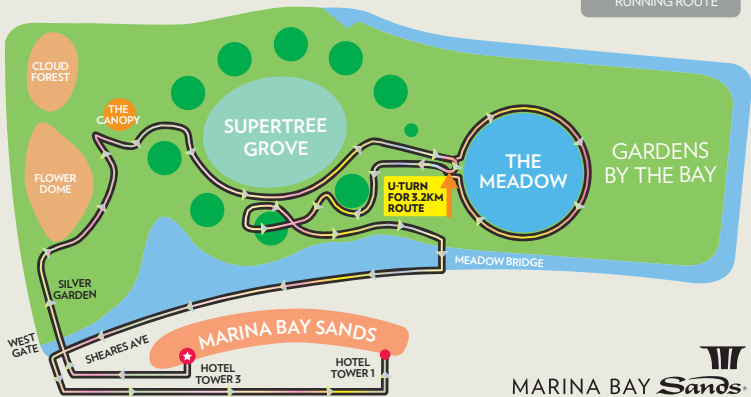 RUNNING ROUTE
CLOUD
FOREST
THE
CANOPY
SUPERTREE
GROVE
FLOWER
DOME
THE
MEADOW
GARDENS
BY THE BAY
U-TURN
FOR 3.2KM
ROUTE
MEADOW BRIDGE
SILVER
GARDEN
WEST
GATE
SHEARES AVE
MARINA BAY SANDS
HOTEL
TOWER 3
HOTEL
TOWER 1
MARINA BAY Sands®